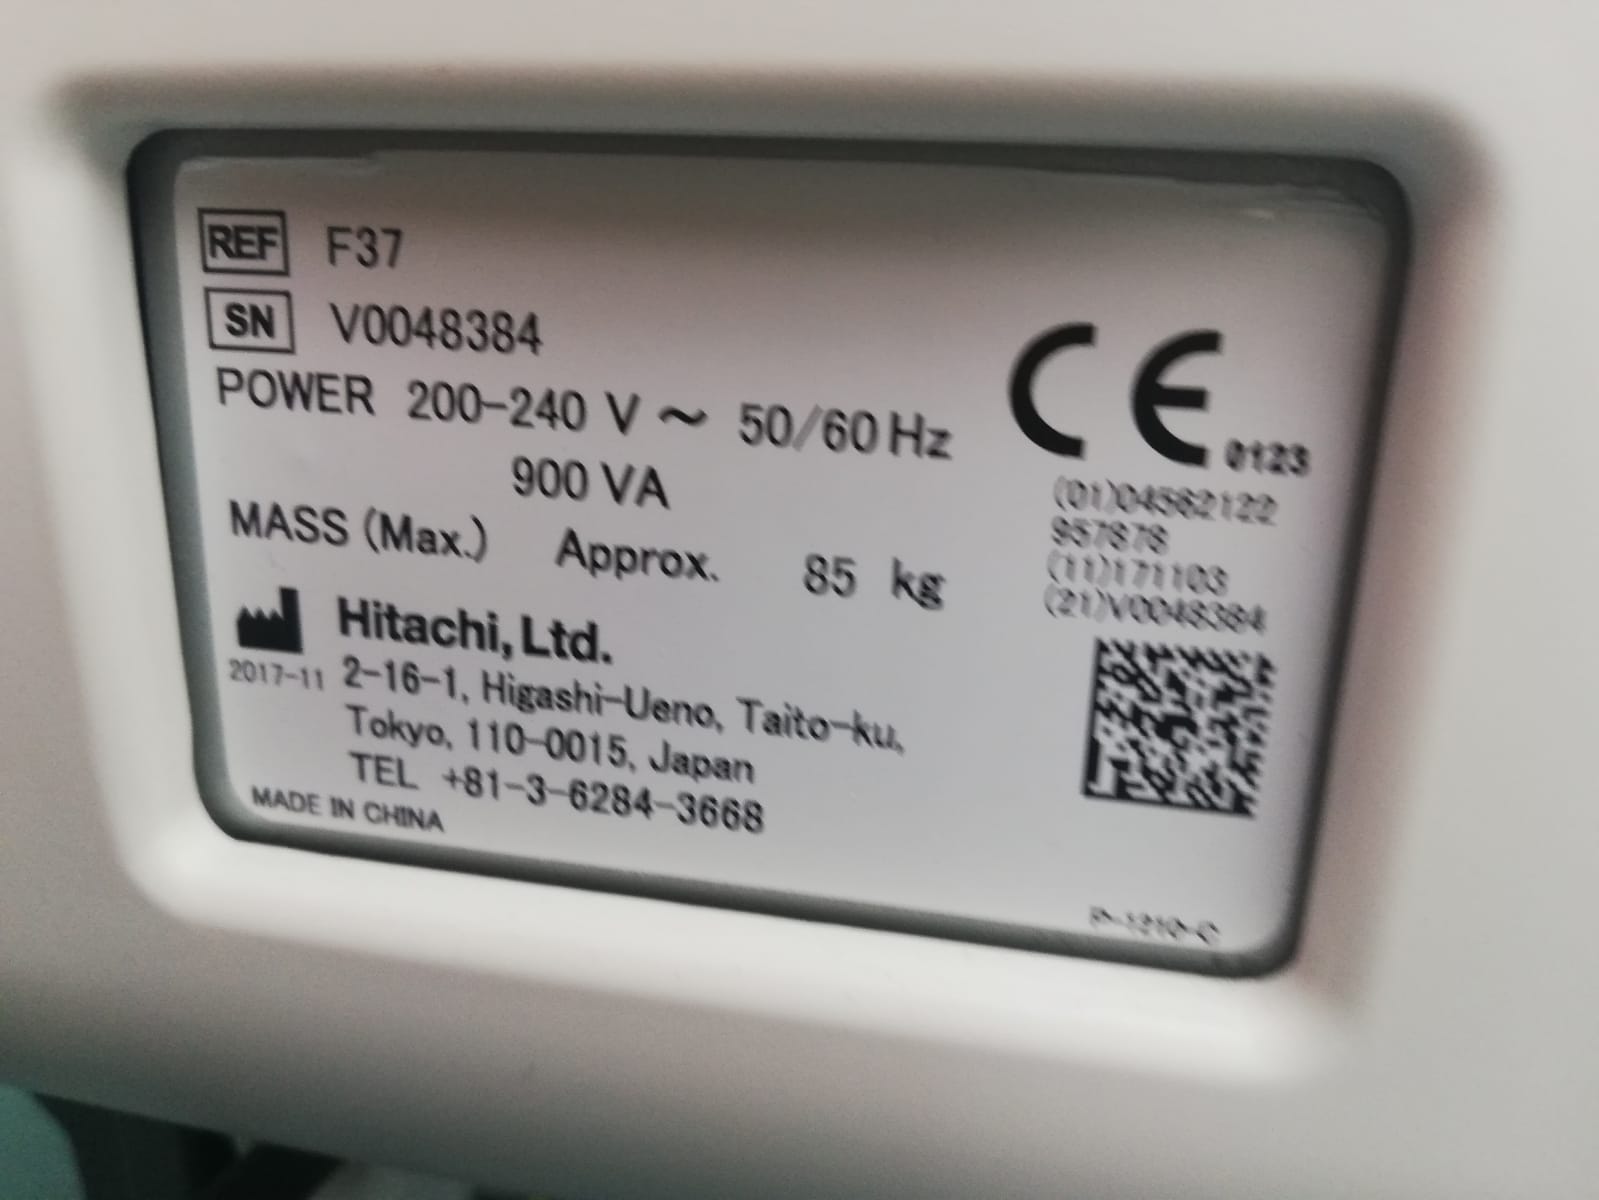 REF F37
SN V0048384
POWER 200-240 V ~ 50/60 Hz
900 VA
MASS (Max.) Approx. 85 kg
Hitachi, Ltd.
2017-11 2-16-1, Higashi-Ueno, Taito-ku,
Tokyo, 110-0015, Japan
TEL +81-3-6284-3668
MADE IN CHINA
CE 0123
(01)04562122
957878
(11)171103
(21)V0048384
P-1310-C